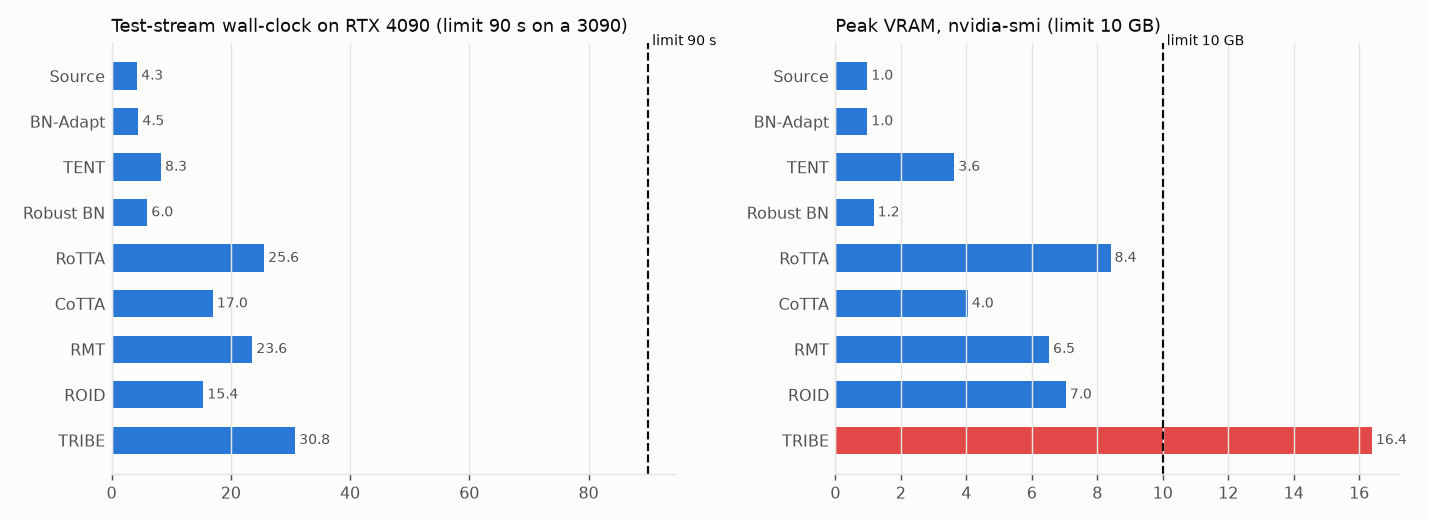 Test-stream wall-clock on RTX 4090 (limit 90 s on a 3090)
limit 90 s
Source 4.3
BN-Adapt 4.5
TENT 8.3
Robust BN 6.0
RoTTA 25.6
CoTTA 17.0
RMT 23.6
ROID 15.4
TRIBE 30.8
0 20 40 60 80
Peak VRAM, nvidia-smi (limit 10 GB)
limit 10 GB
Source 1.0
BN-Adapt 1.0
TENT 3.6
Robust BN 1.2
RoTTA 8.4
CoTTA 4.0
RMT 6.5
ROID 7.0
TRIBE 16.4
0 2 4 6 8 10 12 14 16